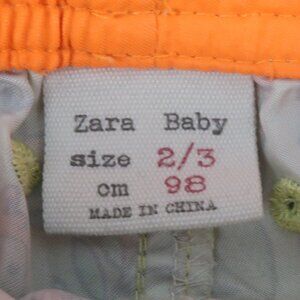 Zara Baby
size 2/3
cm 98
MADE IN CHINA